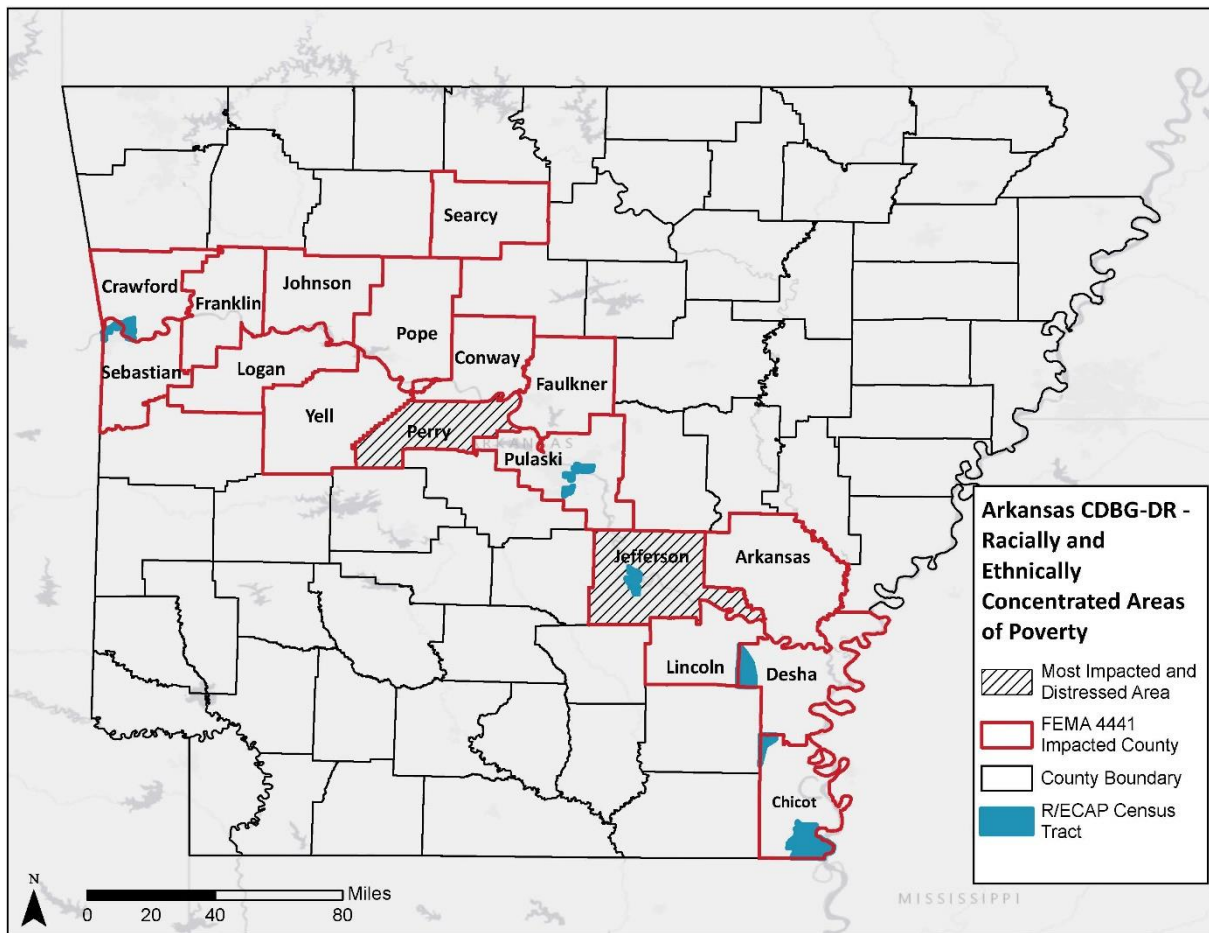 Searcy
Crawford
Franklin
Johnson
Pope
Sebastian
Logan
Conway
Faulkner
Yell
Perry
ARKANSAS
Pulaski
Jefferson
Arkansas
Lincoln
Desha
Chicot
Arkansas CDBG-DR -
Racially and
Ethnically
Concentrated Areas
of Poverty
Most Impacted and
Distressed Area
FEMA 4441
Impacted County
County Boundary
R/ECAP Census
Tract
N
Miles
0 20 40 80
MISSISSIPPI